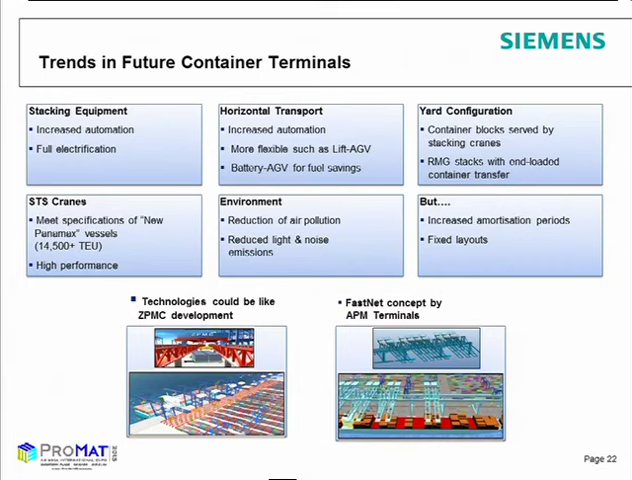 SIEMENS
Trends in Future Container Terminals
Stacking Equipment
▪ Increased automation
▪ Full electrification
Horizontal Transport
▪ Increased automation
▪ More flexible such as Lift-AGV
▪ Battery-AGV for fuel savings
Yard Configuration
▪ Container blocks served by
stacking cranes
▪ RMG stacks with end-loaded
container transfer
STS Cranes
▪ Meet specifications of "New
Panamax" vessels
(14,500+ TEU)
▪ High performance
Environment
▪ Reduction of air pollution
▪ Reduced light & noise
emissions
But....
▪ Increased amortisation periods
▪ Fixed layouts
▪ Technologies could be like
ZPMC development
▪ FastNet concept by
APM Terminals
PROMAT
2013
Page 22